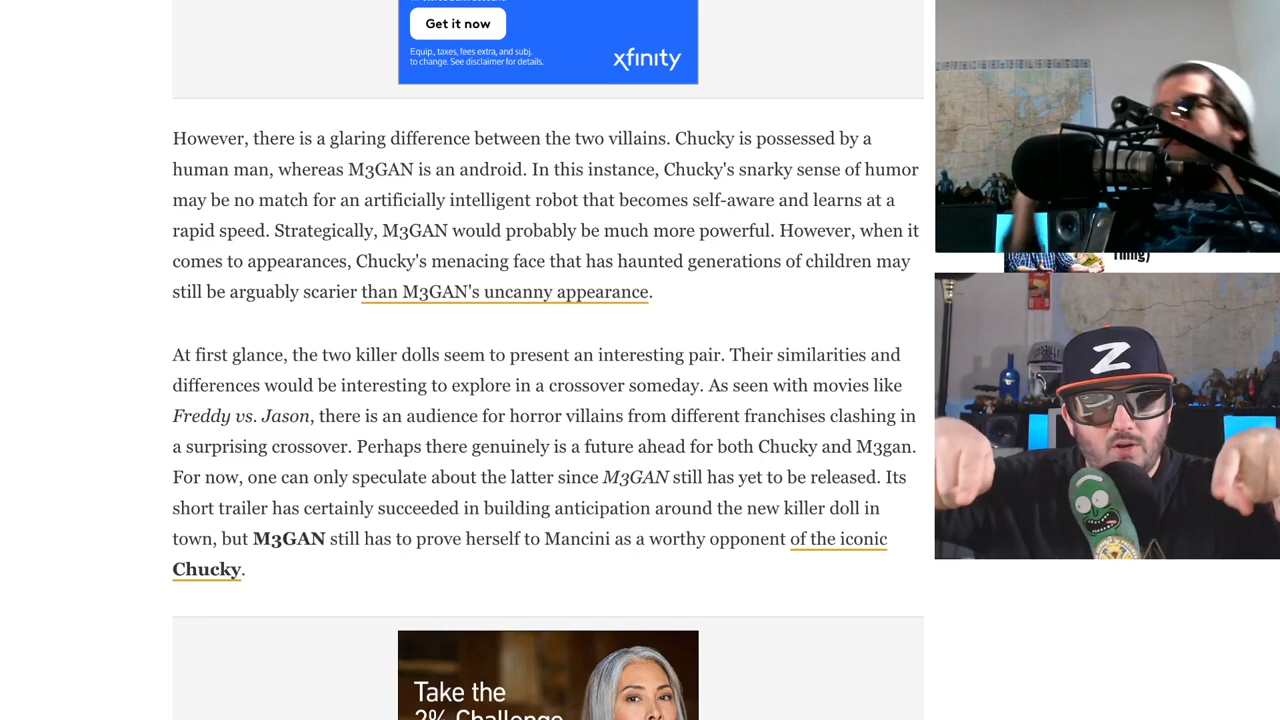 Get it now
Equip., taxes, fees extra, and subj.
to change. See disclaimer for details.
xfinity
However, there is a glaring difference between the two villains. Chucky is possessed by a
human man, whereas M3GAN is an android. In this instance, Chucky's snarky sense of humor
may be no match for an artificially intelligent robot that becomes self-aware and learns at a
rapid speed. Strategically, M3GAN would probably be much more powerful. However, when it
comes to appearances, Chucky's menacing face that has haunted generations of children may
still be arguably scarier than M3GAN's uncanny appearance.
At first glance, the two killer dolls seem to present an interesting pair. Their similarities and
differences would be interesting to explore in a crossover someday. As seen with movies like
Freddy vs. Jason, there is an audience for horror villains from different franchises clashing in
a surprising crossover. Perhaps there genuinely is a future ahead for both Chucky and M3gan.
For now, one can only speculate about the latter since M3GAN still has yet to be released. Its
short trailer has certainly succeeded in building anticipation around the new killer doll in
town, but M3GAN still has to prove herself to Mancini as a worthy opponent of the iconic
Chucky.
Take the
2% Challenge
Thing)
Z